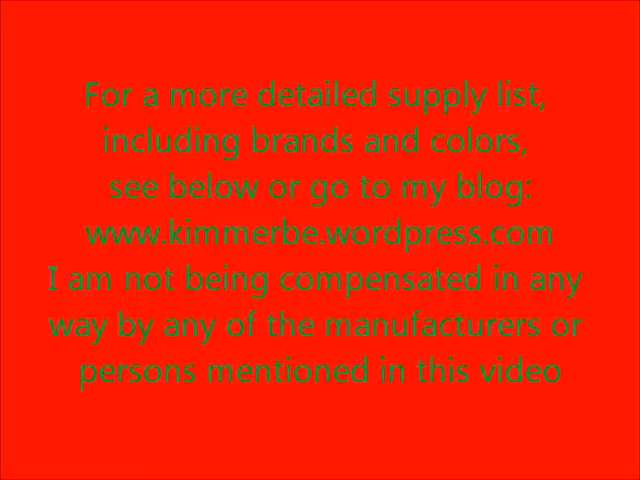 For a more detailed supply list,
including brands and colors,
see below or go to my blog:
www.kimmerbe.wordpress.com
I am not being compensated in any
way by any of the manufacturers or
persons mentioned in this video